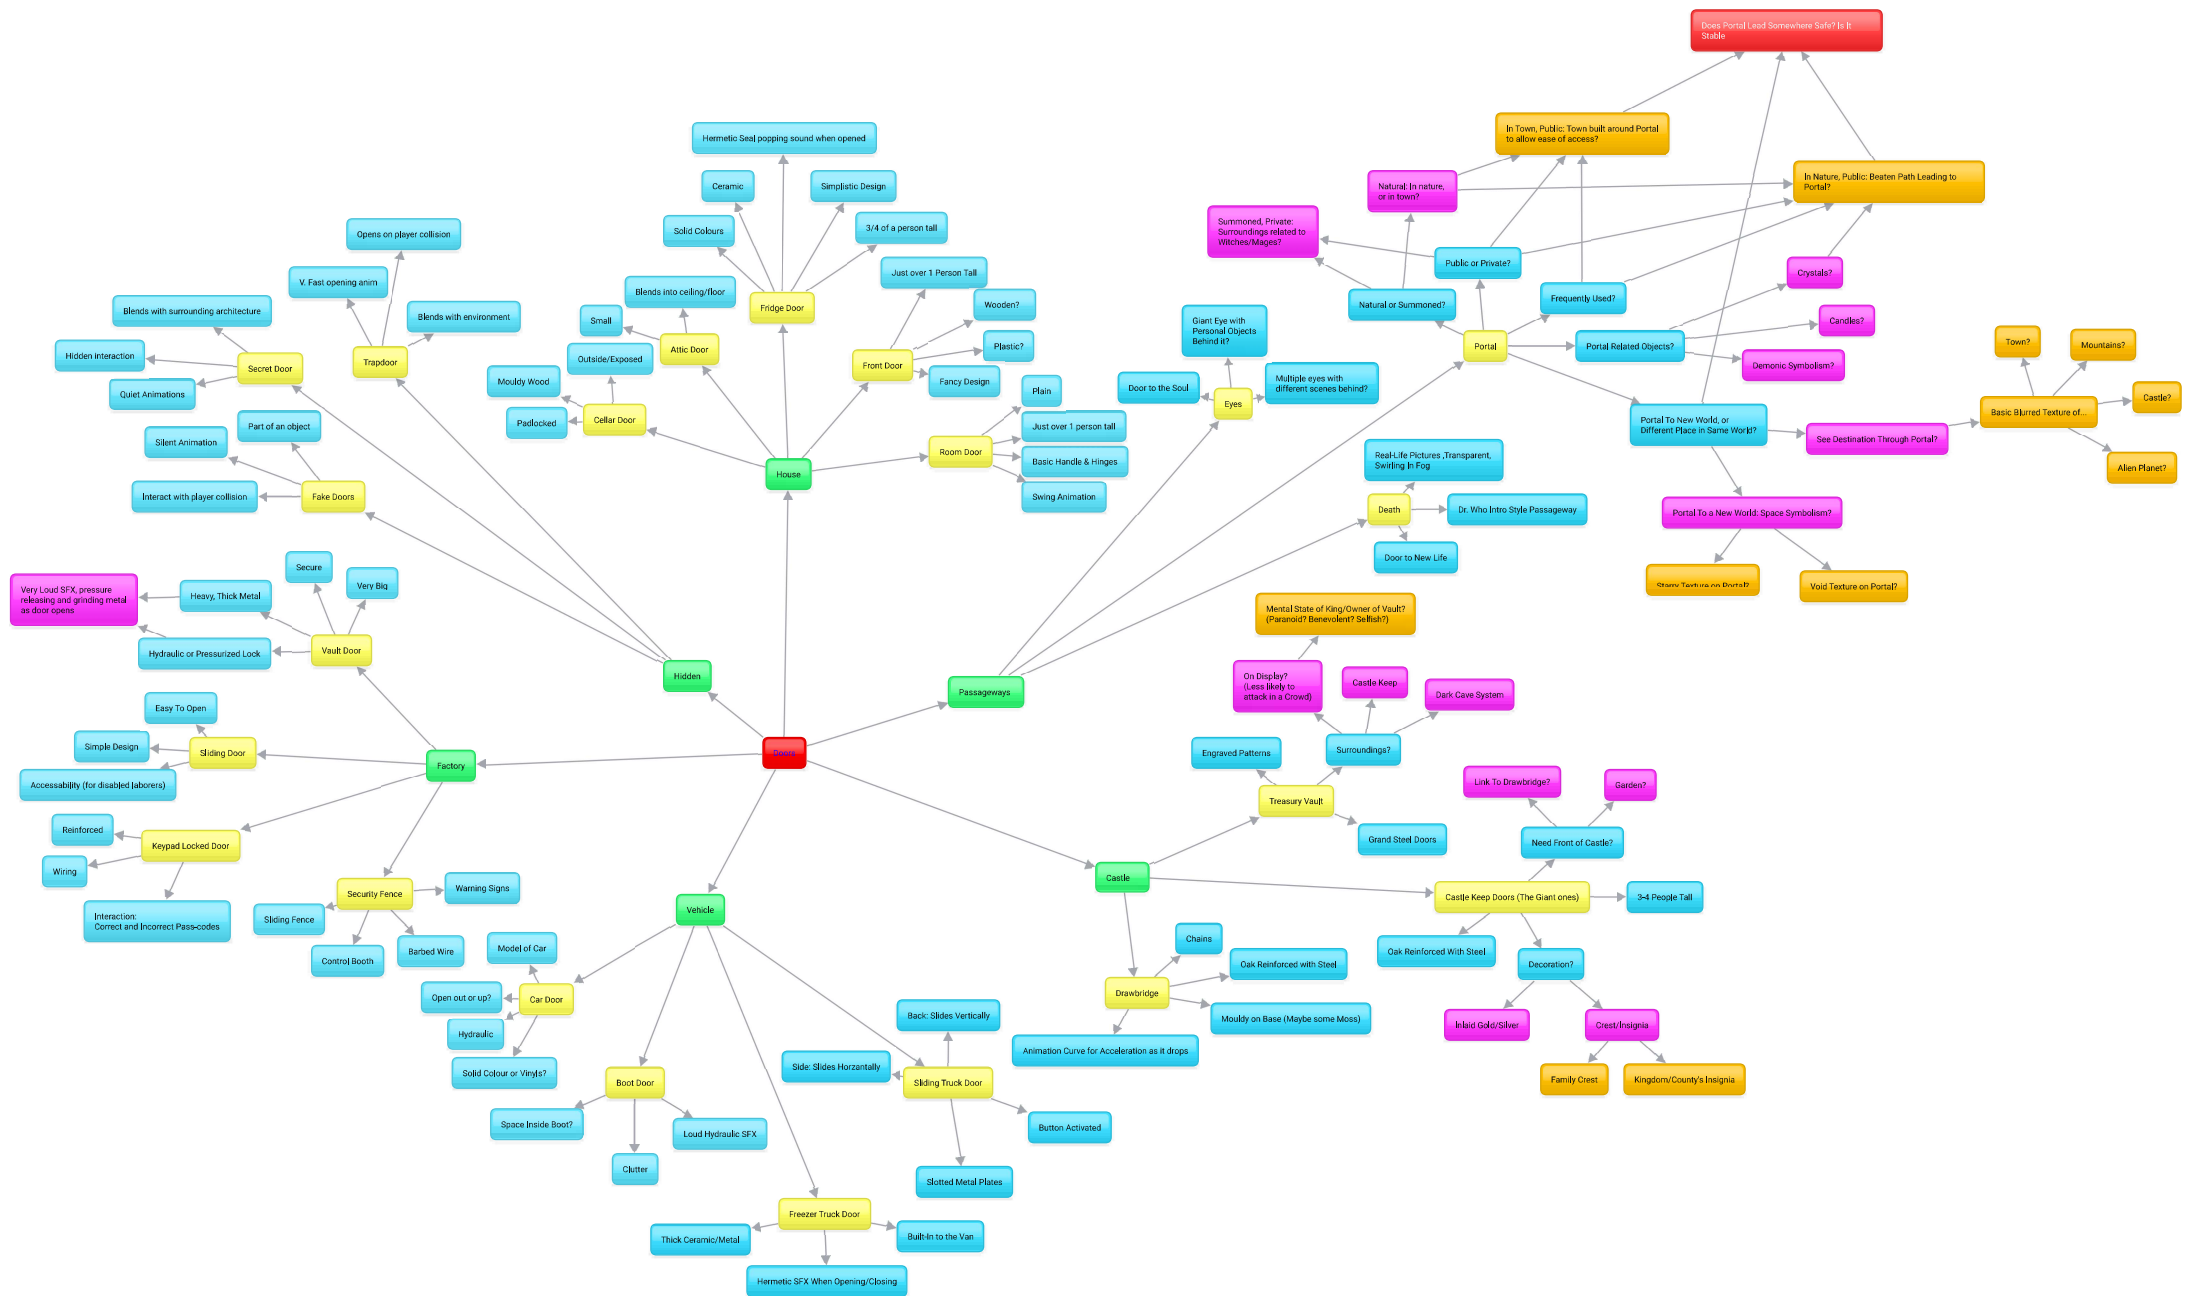 Does Portal Lead Somewhere Safe? Is It
Stable
In Town, Public: Town built around Portal
to allow ease of access?
Hermetic Seal popping sound when opened
In Nature, Public: Beaten Path Leading to
Portal?
Ceramic
Simplistic Design
Natural: In nature,
or in town?
Summoned, Private:
Surroundings related to
Witches/Mages?
Solid Colours
3/4 of a person tall
Opens on player collision
Public or Private?
Just over 1 Person Tall
Crystals?
V. Fast opening anim
Blends into ceiling/floor
Frequently Used?
Natural or Summoned?
Fridge Door
Wooden?
Blends with surrounding architecture
Blends with environment
Small
Candles?
Giant Eye with
Personal Objects
Behind it?
Portal
Portal Related Objects?
Town?
Mountains?
Plastic?
Attic Door
Hidden Interaction
Trapdoor
Outside/Exposed
Front Door
Demonic Symbolism?
Secret Door
Mouldy Wood
Fancy Design
Door to the Soul
Multiple eyes with
different scenes behind?
Quiet Animations
Plain
Eyes
Castle?
Basic Blurred Texture of...
Padlocked
Cellar Door
Part of an object
Just over 1 person tall
Portal To New World, or
Different Place in Same World?
See Destination Through Portal?
Silent Animation
Room Door
Basic Handle & Hinges
Real-Life Pictures ,Transparent,
Swirling In Fog
Alien Planet?
House
Interact with player collision
Fake Doors
Swing Animation
Death
Dr. Who Intro Style Passageway
Portal To a New World: Space Symbolism?
Door to New Life
Secure
Very Big
Starry Texture on Portal?
Void Texture on Portal?
Very Loud SFX, pressure
releasing and grinding metal
as door opens
Heavy, Thick Metal
Mental State of King/Owner of Vault?
(Paranoid? Benevolent? Selfish?)
Hydraulic or Pressurized Lock
Vault Door
Hidden
Passageways
On Display?
(Less likely to
attack in a Crowd)
Castle Keep
Dark Cave System
Easy To Open
Simple Design
Sliding Door
Factory
Doors
Engraved Patterns
Surroundings?
Accessability (for disabled laborers)
Link To Drawbridge?
Garden?
Treasury Vault
Reinforced
Keypad Locked Door
Grand Steel Doors
Need Front of Castle?
Wiring
Castle
Warning Signs
Security Fence
Castle Keep Doors (The Giant ones)
3-4 People Tall
Interaction:
Correct and Incorrect Pass-codes
Sliding Fence
Vehicle
Chains
Model of Car
Barbed Wire
Control Booth
Oak Reinforced With Steel
Oak Reinforced with Steel
Decoration?
Open out or up?
Car Door
Drawbridge
Back: Slides Vertically
Mouldy on Base (Maybe some Moss)
Inlaid Gold/Silver
Crest/Insignia
Hydraulic
Animation Curve for Acceleration as it drops
Side: Slides Horzantally
Solid Colour or Vinyls?
Boot Door
Sliding Truck Door
Family Crest
Kingdom/County's Insignia
Space Inside Boot?
Loud Hydraulic SFX
Button Activated
Clutter
Slotted Metal Plates
Freezer Truck Door
Thick Ceramic/Metal
Built-In to the Van
Hermetic SFX When Opening/Closing